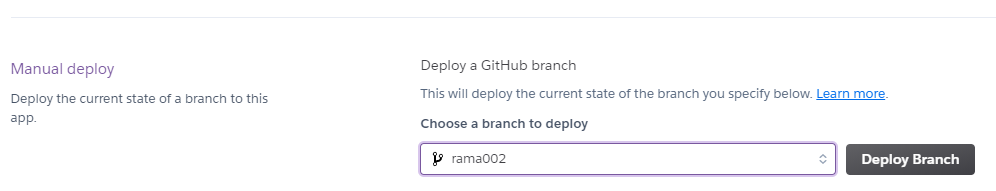 Manual deploy
Deploy the current state of a branch to this
app.
Deploy a GitHub branch
This will deploy the current state of the branch you specify below. Learn more.
Choose a branch to deploy
rama002
Deploy Branch